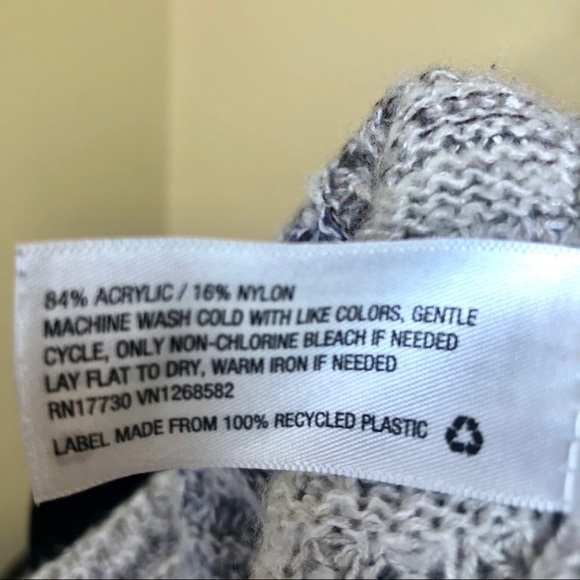 84% ACRYLIC / 16% NYLON
MACHINE WASH COLD WITH LIKE COLORS, GENTLE
CYCLE, ONLY NON-CHLORINE BLEACH IF NEEDED
LAY FLAT TO DRY, WARM IRON IF NEEDED
RN17730 VN1268582
LABEL MADE FROM 100% RECYCLED PLASTIC